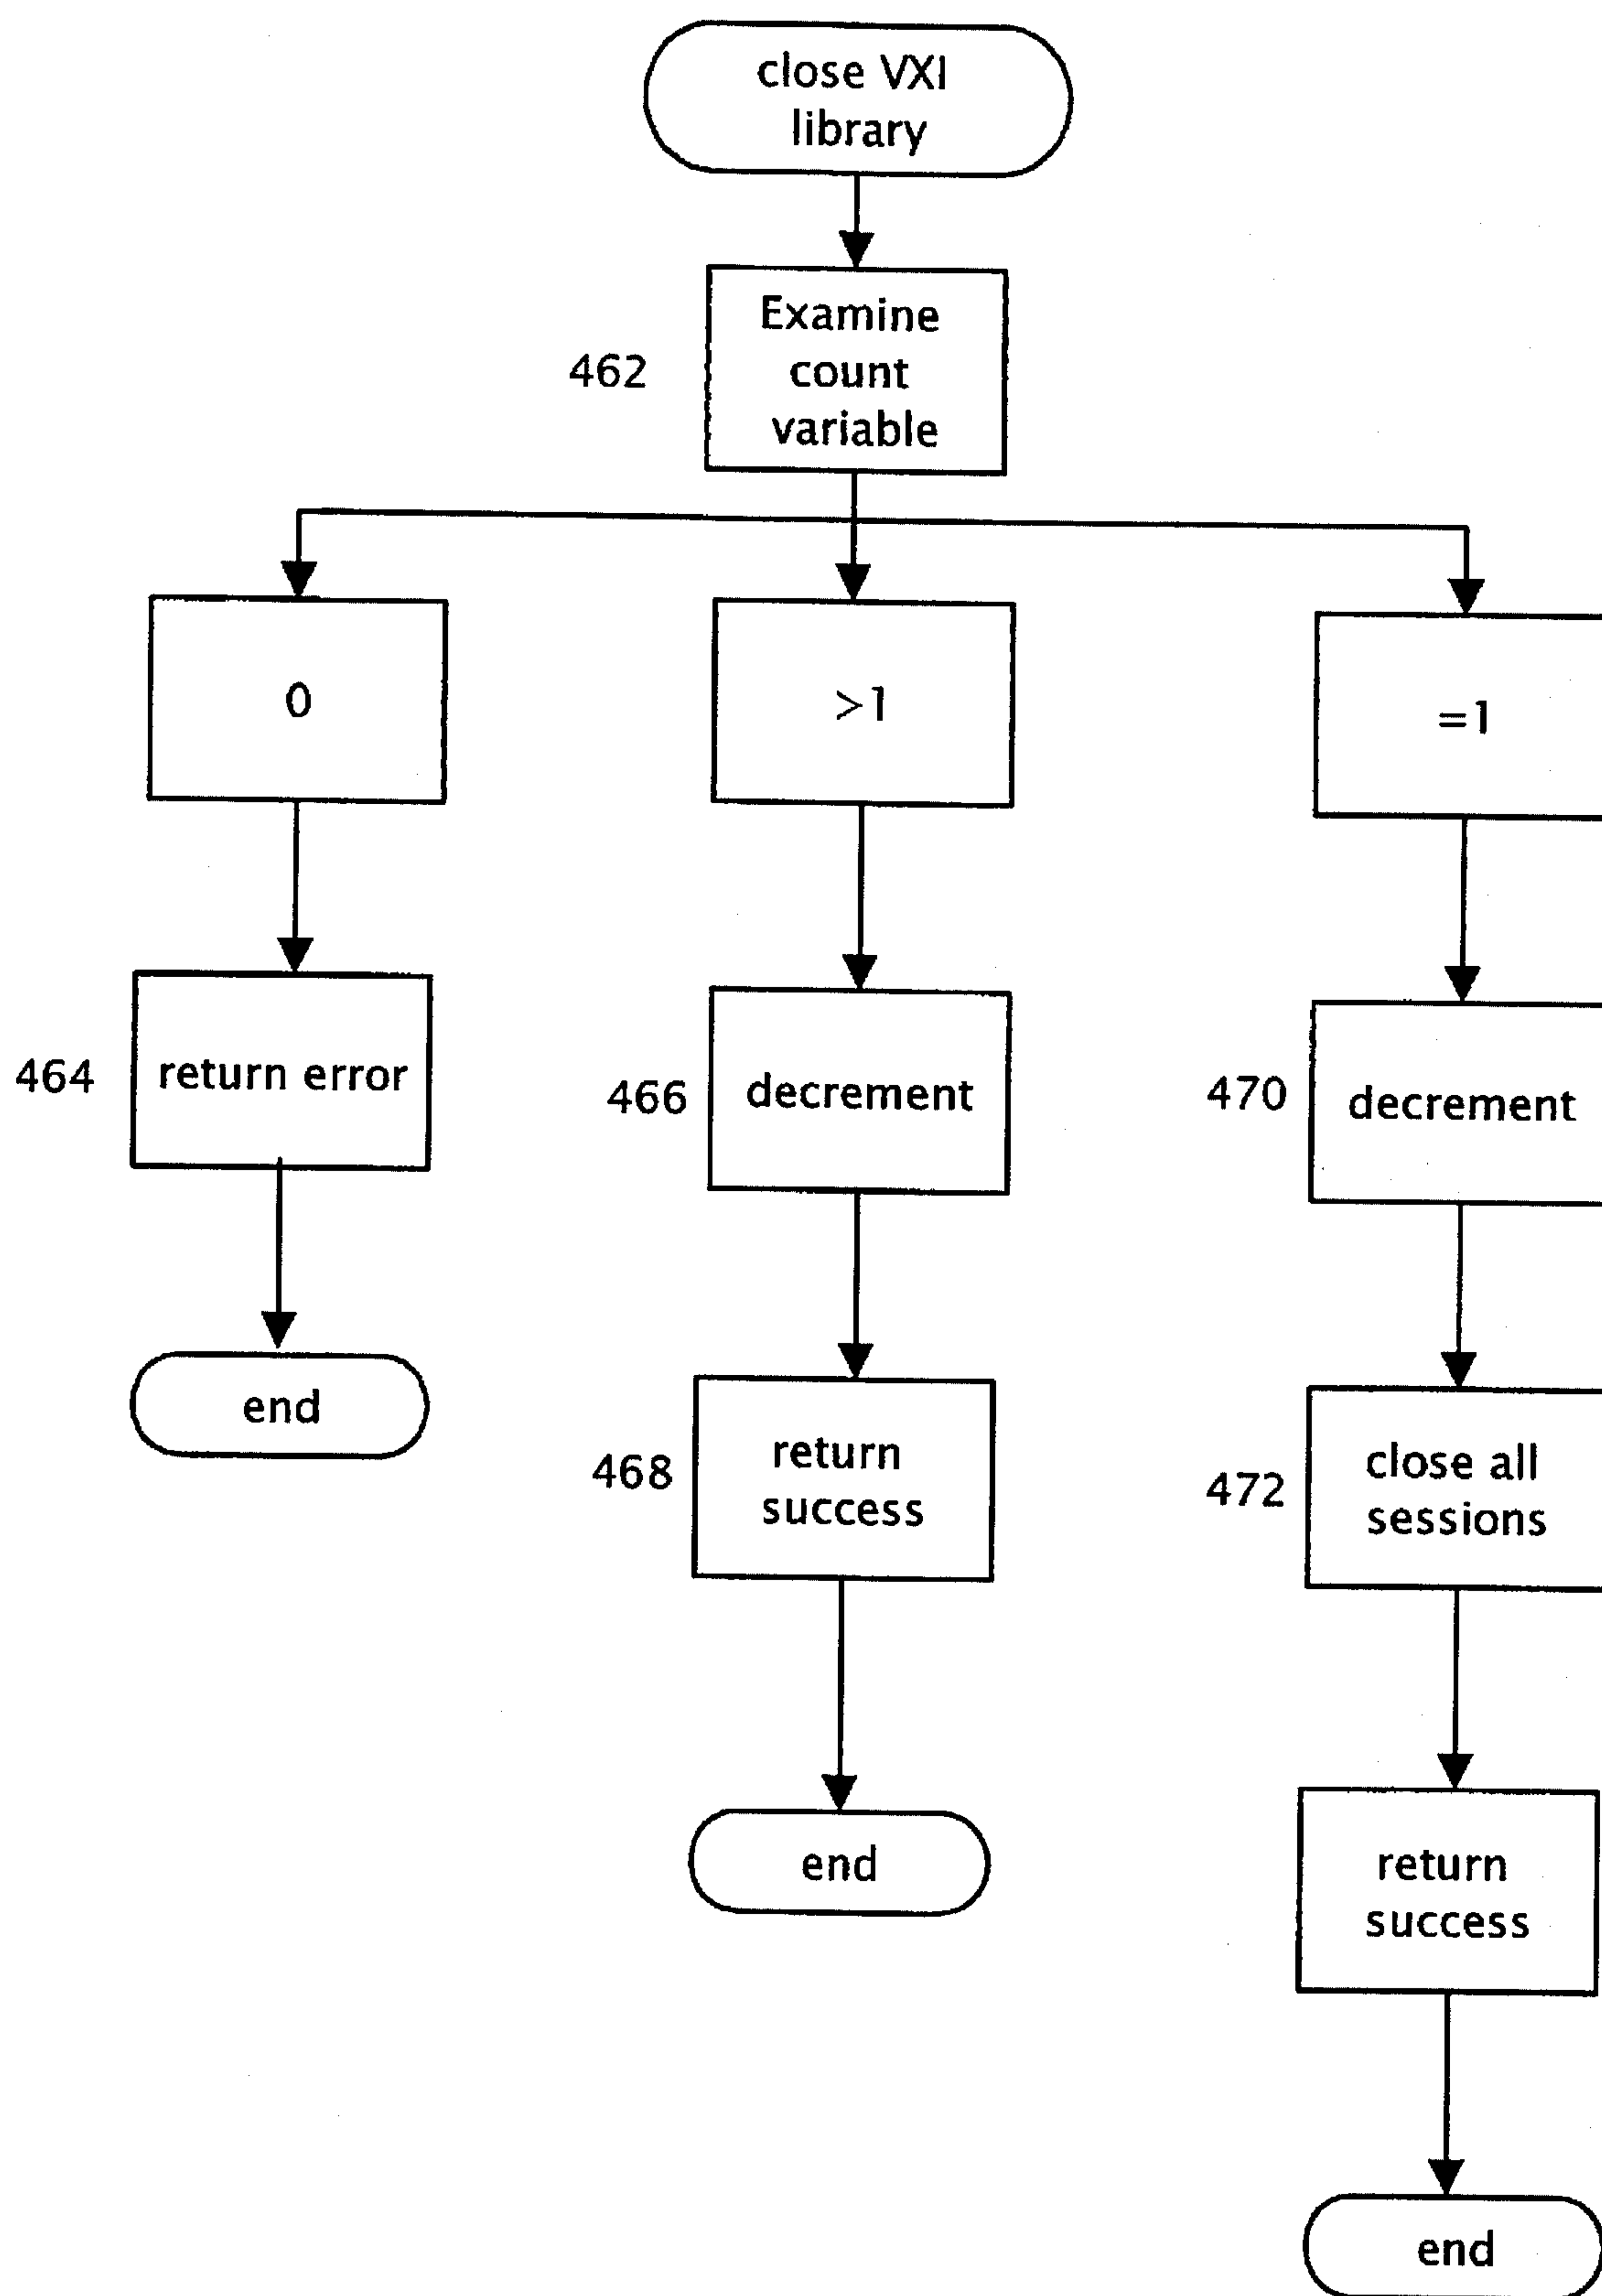 close VXI
library
462
Examine
count
variable
0
>1
=1
464
return error
466
decrement
470
decrement
end
468
return
success
472
close all
sessions
end
return
success
end